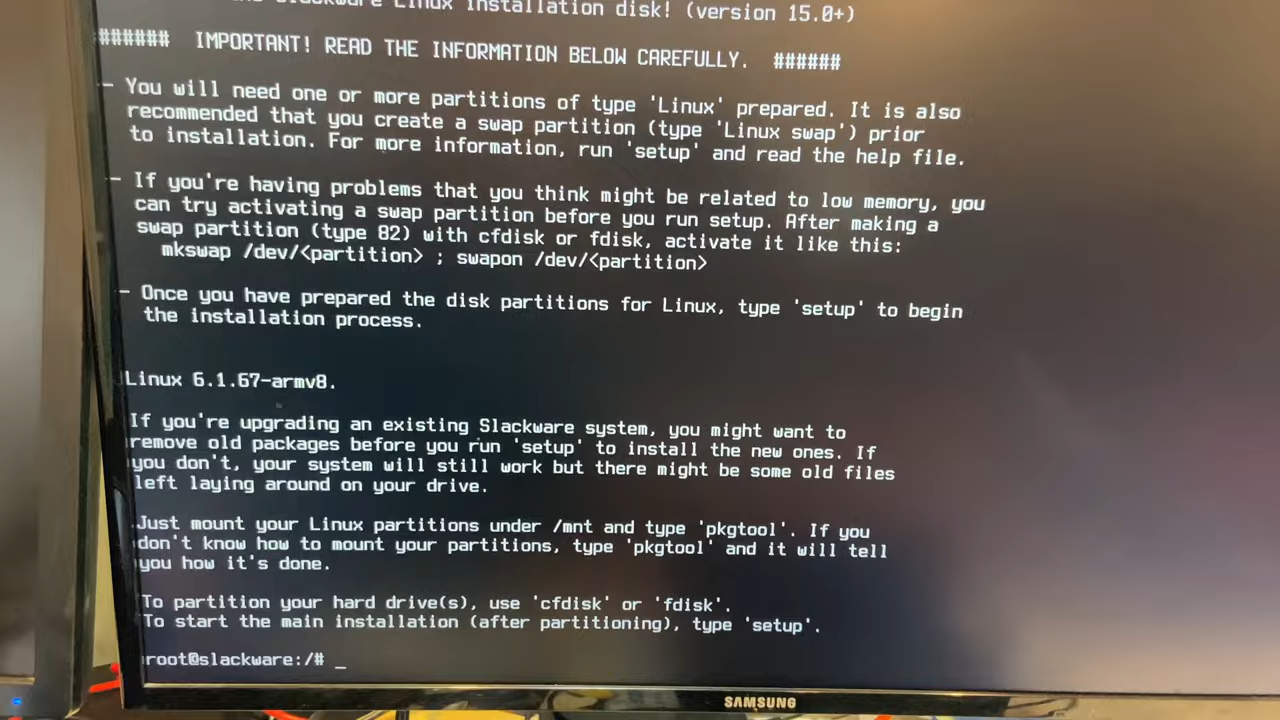 Slackware Linux installation disk! (version 15.0+)
###### IMPORTANT! READ THE INFORMATION BELOW CAREFULLY. ######
- You will need one or more partitions of type 'Linux' prepared. It is also
recommended that you create a swap partition (type 'Linux swap') prior
to installation. For more information, run 'setup' and read the help file.
- If you're having problems that you think might be related to low memory, you
can try activating a swap partition before you run setup. After making a
swap partition (type 82) with cfdisk or fdisk, activate it like this:
mkswap /dev/<partition> ; swapon /dev/<partition>
- Once you have prepared the disk partitions for Linux, type 'setup' to begin
the installation process.
Linux 6.1.67-armv8.
If you're upgrading an existing Slackware system, you might want to
remove old packages before you run 'setup' to install the new ones. If
you don't, your system will still work but there might be some old files
left laying around on your drive.
Just mount your Linux partitions under /mnt and type 'pkgtool'. If you
don't know how to mount your partitions, type 'pkgtool' and it will tell
you how it's done.
To partition your hard drive(s), use 'cfdisk' or 'fdisk'.
To start the main installation (after partitioning), type 'setup'.
root@slackware:/# _
SAMSUNG